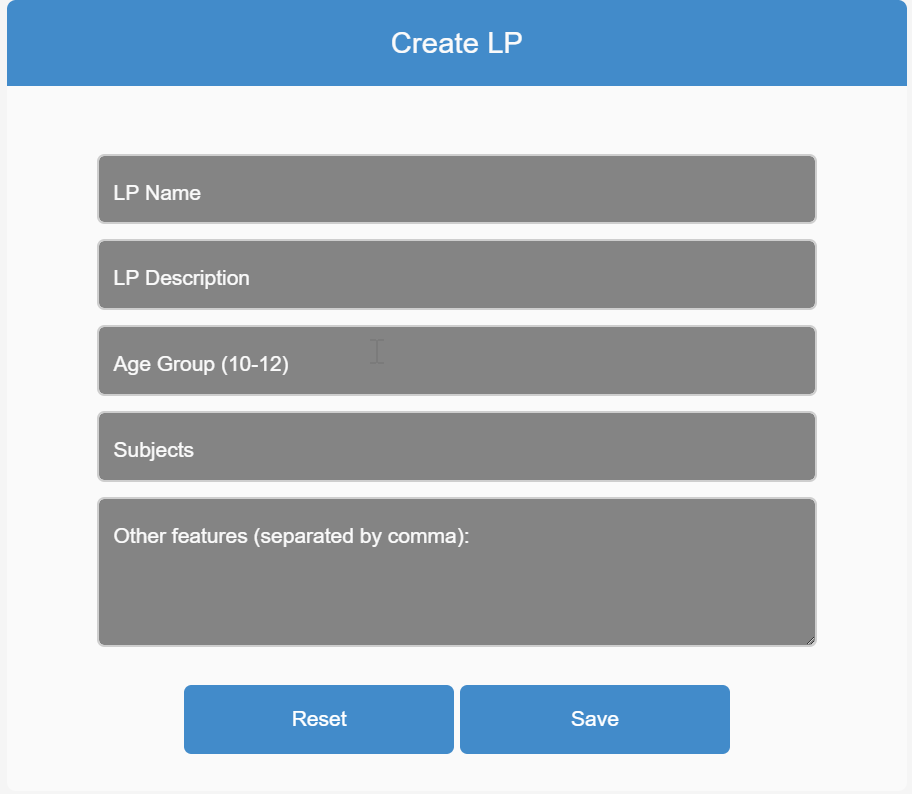 Create LP
LP Name
LP Description
Age Group (10-12)
Subjects
Other features (separated by comma):
Reset
Save